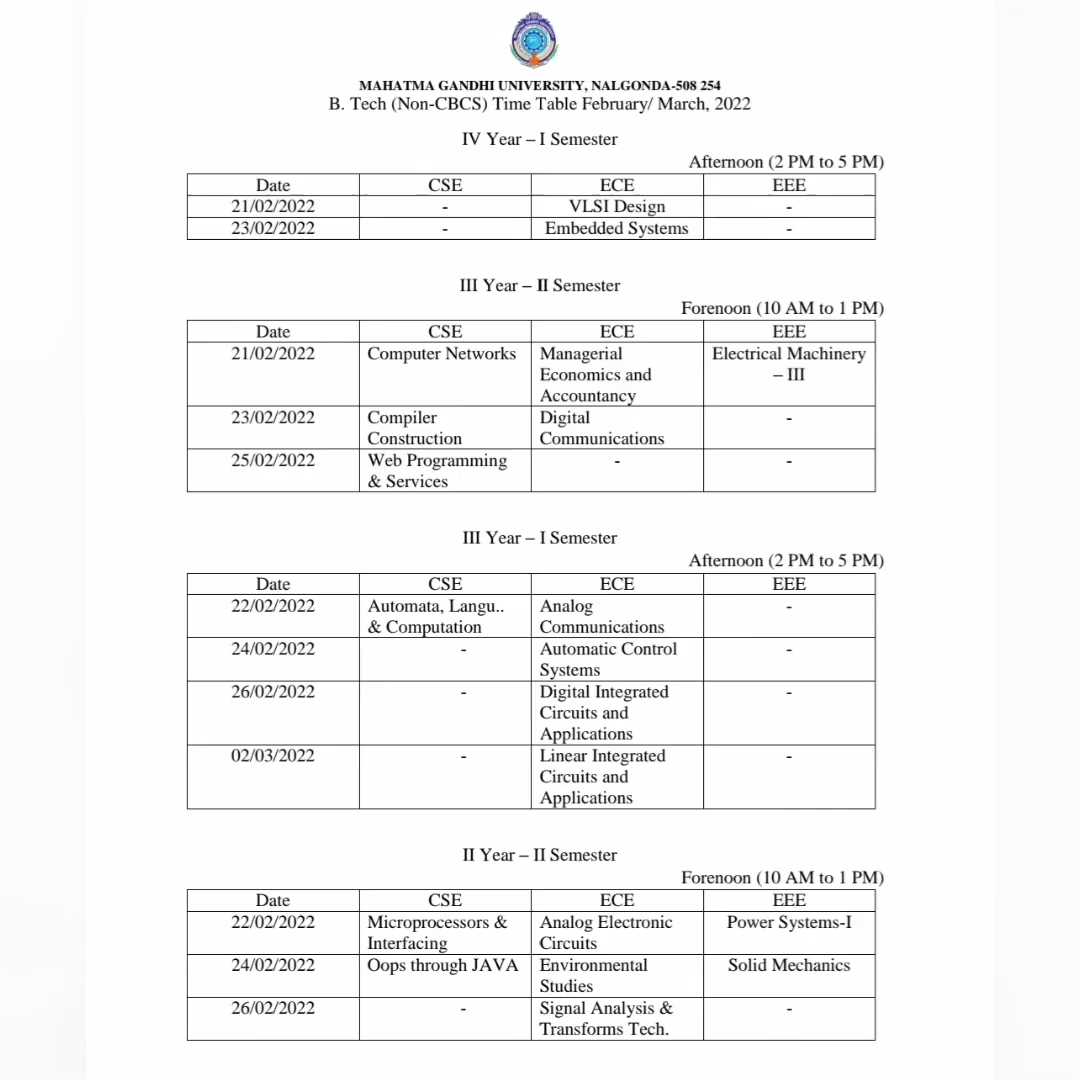 MAHATMA GANDHI UNIVERSITY, NALGONDA-508 254
B. Tech (Non-CBCS) Time Table February/ March, 2022
IV Year – I Semester
Afternoon (2 PM to 5 PM)
Date CSE ECE EEE
21/02/2022 - VLSI Design -
23/02/2022 - Embedded Systems -
III Year – II Semester
Forenoon (10 AM to 1 PM)
Date CSE ECE EEE
21/02/2022 Computer Networks Managerial Electrical Machinery
Economics and – III
Accountancy
23/02/2022 Compiler Digital -
Construction Communications
25/02/2022 Web Programming - -
& Services
III Year – I Semester
Afternoon (2 PM to 5 PM)
Date CSE ECE EEE
22/02/2022 Automata, Langu.. Analog -
& Computation Communications
24/02/2022 - Automatic Control -
Systems
26/02/2022 - Digital Integrated -
Circuits and
Applications
02/03/2022 - Linear Integrated -
Circuits and
Applications
II Year – II Semester
Forenoon (10 AM to 1 PM)
Date CSE ECE EEE
22/02/2022 Microprocessors & Analog Electronic Power Systems-I
Interfacing Circuits
24/02/2022 Oops through JAVA Environmental Solid Mechanics
Studies
26/02/2022 - Signal Analysis & -
Transforms Tech.